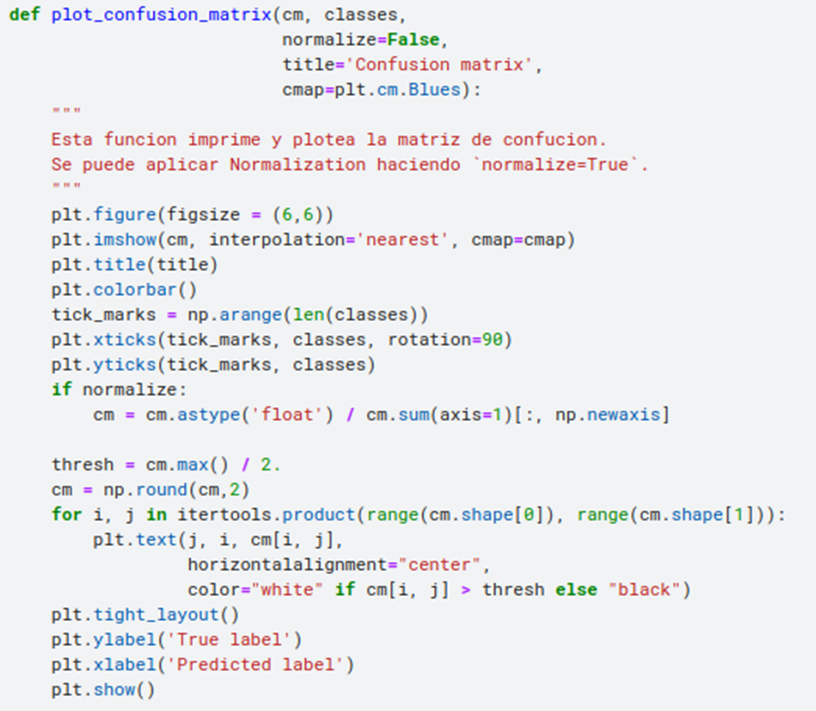 def plot_confusion_matrix(cm, classes,
                          normalize=False,
                          title='Confusion matrix',
                          cmap=plt.cm.Blues):
    """
    Esta funcion imprime y plotea la matriz de confucion.
    Se puede aplicar Normalization haciendo `normalize=True`.
    """
    plt.figure(figsize = (6,6))
    plt.imshow(cm, interpolation='nearest', cmap=cmap)
    plt.title(title)
    plt.colorbar()
    tick_marks = np.arange(len(classes))
    plt.xticks(tick_marks, classes, rotation=90)
    plt.yticks(tick_marks, classes)
    if normalize:
        cm = cm.astype('float') / cm.sum(axis=1)[:, np.newaxis]

    thresh = cm.max() / 2.
    cm = np.round(cm,2)
    for i, j in itertools.product(range(cm.shape[0]), range(cm.shape[1])):
        plt.text(j, i, cm[i, j],
                 horizontalalignment="center",
                 color="white" if cm[i, j] > thresh else "black")
    plt.tight_layout()
    plt.ylabel('True label')
    plt.xlabel('Predicted label')
    plt.show()